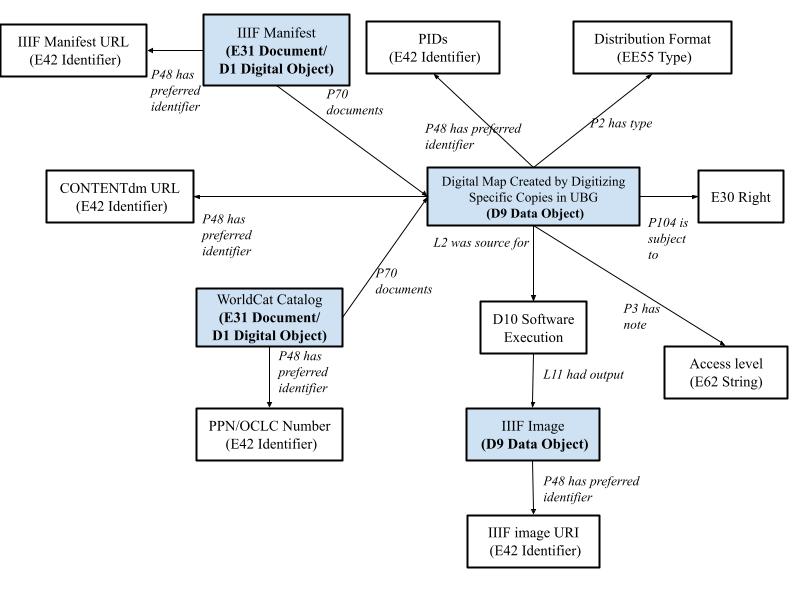 IIIF Manifest URL
(E42 Identifier)
IIIF Manifest
(E31 Document/
D1 Digital Object)
PIDs
(E42 Identifier)
Distribution Format
(EE55 Type)
P48 has
preferred
identifier
P70
documents
P48 has preferred
identifier
P2 has type
CONTENTdm URL
(E42 Identifier)
Digital Map Created by Digitizing
Specific Copies in UBG
(D9 Data Object)
E30 Right
P48 has
preferred
identifier
L2 was source for
P104 is
subject
to
P70
documents
WorldCat Catalog
(E31 Document/
D1 Digital Object)
D10 Software
Execution
P3 has
note
P48 has
preferred
identifier
L11 had output
Access level
(E62 String)
PPN/OCLC Number
(E42 Identifier)
IIIF Image
(D9 Data Object)
P48 has preferred
identifier
IIIF image URI
(E42 Identifier)